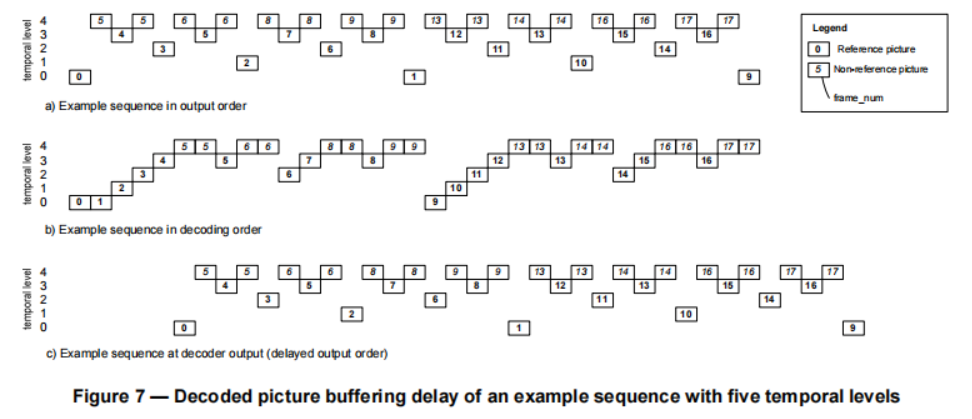 temporal level
4 5 5 6 6 8 8 9 9 13 13 14 14 16 16 17 17
3 4 5 7 8 12 13 15 16
2 3 6 11 14
1 2 10
0 0 1 9
a) Example sequence in output order
Legend
0 Reference picture
5 Non-reference picture
frame_num
temporal level
4 5 5 6 6 8 8 9 9 13 13 14 14 16 16 17 17
3 4 5 7 8 12 13 15 16
2 3 6 11 14
1 2 10
0 0 1 9
b) Example sequence in decoding order
temporal level
4 5 5 6 6 8 8 9 9 13 13 14 14 16 16 17 17
3 4 5 7 8 12 13 15 16
2 3 6 11 14
1 2 10
0 0 1 9
c) Example sequence at decoder output (delayed output order)
Figure 7 — Decoded picture buffering delay of an example sequence with five temporal levels